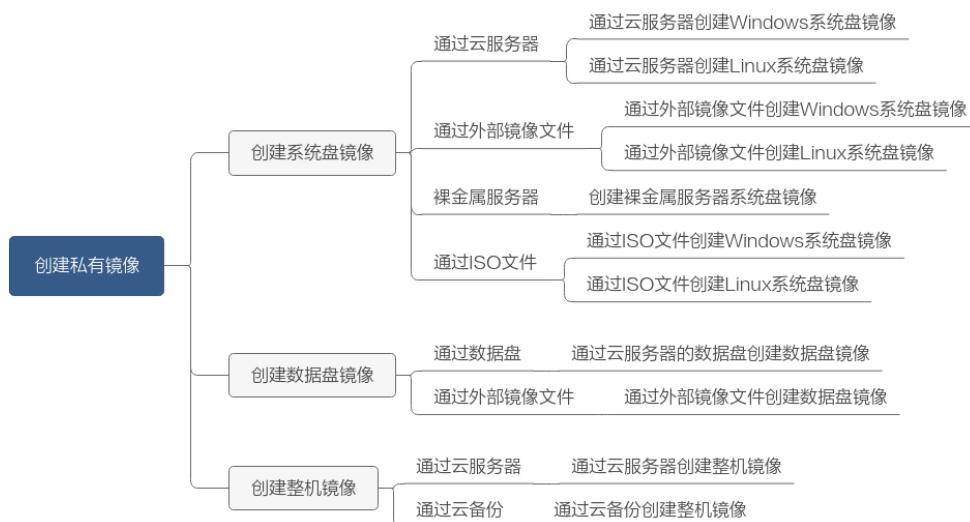 创建私有镜像
创建系统盘镜像
通过云服务器
通过云服务器创建Windows系统盘镜像
通过云服务器创建Linux系统盘镜像
通过外部镜像文件
通过外部镜像文件创建Windows系统盘镜像
通过外部镜像文件创建Linux系统盘镜像
裸金属服务器
创建裸金属服务器系统盘镜像
通过ISO文件
通过ISO文件创建Windows系统盘镜像
通过ISO文件创建Linux系统盘镜像
创建数据盘镜像
通过数据盘
通过云服务器的数据盘创建数据盘镜像
通过外部镜像文件
通过外部镜像文件创建数据盘镜像
创建整机镜像
通过云服务器
通过云服务器创建整机镜像
通过云备份
通过云备份创建整机镜像